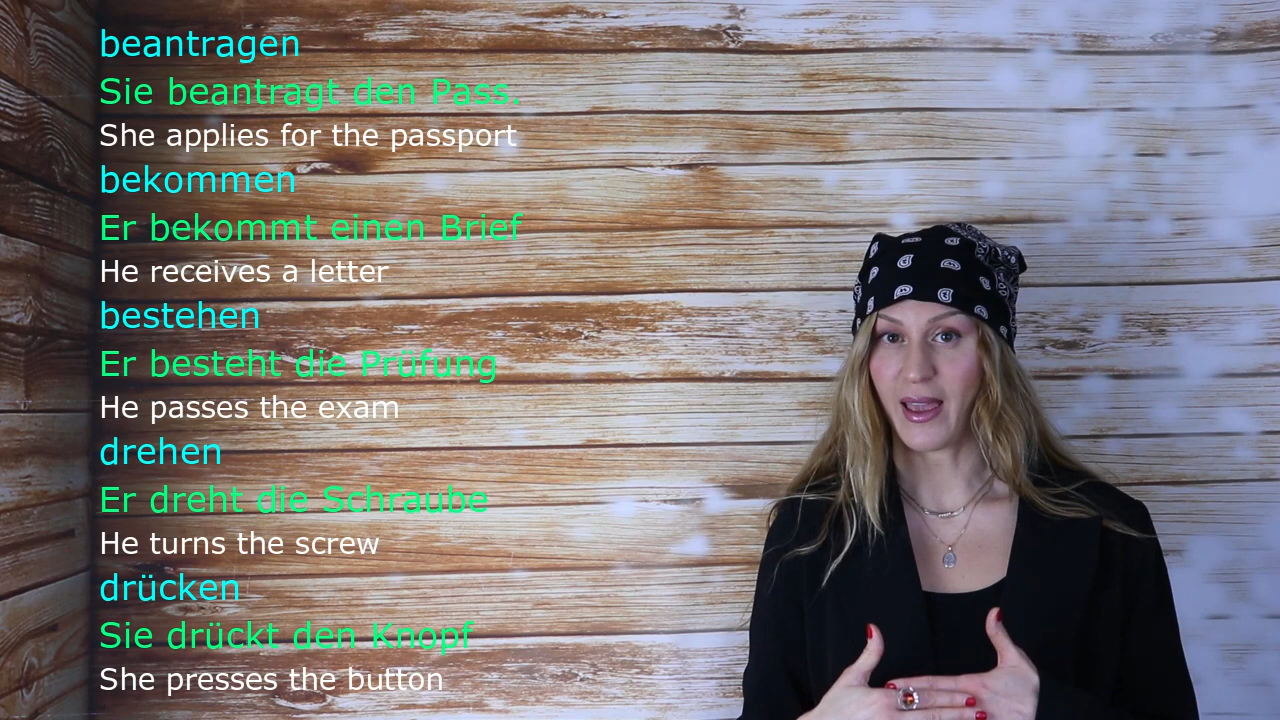 beantragen
Sie beantragt den Pass.
She applies for the passport
bekommen
Er bekommt einen Brief
He receives a letter
bestehen
Er besteht die Prüfung
He passes the exam
drehen
Er dreht die Schraube
He turns the screw
drücken
Sie drückt den Knopf
She presses the button